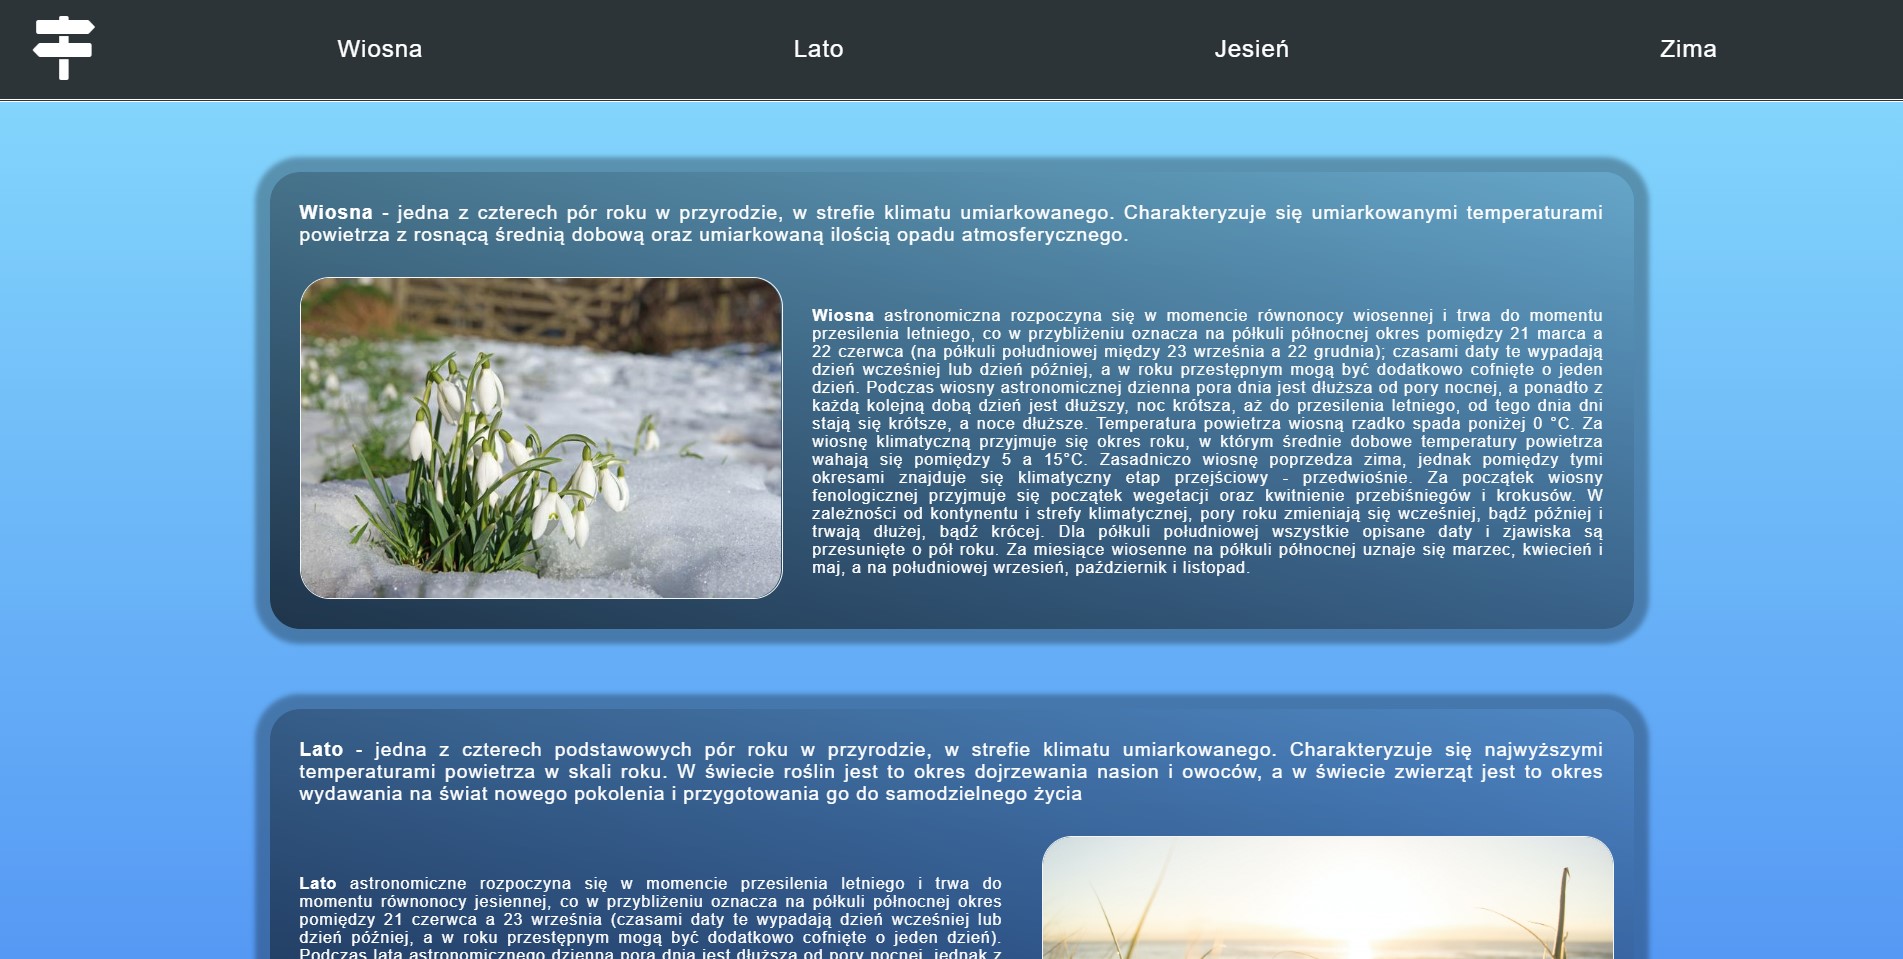 Wiosna Lato Jesień Zima
Wiosna - jedna z czterech pór roku w przyrodzie, w strefie klimatu umiarkowanego. Charakteryzuje się umiarkowanymi temperaturami
powietrza z rosnącą średnią dobową oraz umiarkowaną ilością opadu atmosferycznego.
Wiosna astronomiczna rozpoczyna się w momencie równonocy wiosennej i trwa do momentu
przesilenia letniego, co w przybliżeniu oznacza na półkuli północnej okres pomiędzy 21 marca a
22 czerwca (na półkuli południowej między 23 września a 22 grudnia); czasami daty te wypadają
dzień wcześniej lub dzień później, a w roku przestępnym mogą być dodatkowo cofnięte o jeden
dzień. Podczas wiosny astronomicznej dzienna pora dnia jest dłuższa od pory nocnej, a ponadto z
każdą kolejną dobą dzień jest dłuższy, noc krótsza, aż do przesilenia letniego, od tego dnia dni
stają się krótsze, a noce dłuższe. Temperatura powietrza wiosną rzadko spada poniżej 0 °C. Za
wiosnę klimatyczną przyjmuje się okres roku, w którym średnie dobowe temperatury powietrza
wahają się pomiędzy 5 a 15°C. Zasadniczo wiosnę poprzedza zima, jednak pomiędzy tymi
okresami znajduje się klimatyczny etap przejściowy - przedwiośnie. Za początek wiosny
fenologicznej przyjmuje się początek wegetacji oraz kwitnienie przebiśniegów i krokusów. W
zależności od kontynentu i strefy klimatycznej, pory roku zmieniają się wcześniej, bądź później i
trwają dłużej, bądź krócej. Dla półkuli południowej wszystkie opisane daty i zjawiska są
przesunięte o pół roku. Za miesiące wiosenne na półkuli północnej uznaje się marzec, kwiecień i
maj, a na południowej wrzesień, październik i listopad.
Lato - jedna z czterech podstawowych pór roku w przyrodzie, w strefie klimatu umiarkowanego. Charakteryzuje się najwyższymi
temperaturami powietrza w skali roku. W świecie roślin jest to okres dojrzewania nasion i owoców, a w świecie zwierząt jest to okres
wydawania na świat nowego pokolenia i przygotowania go do samodzielnego życia
Lato astronomiczne rozpoczyna się w momencie przesilenia letniego i trwa do
momentu równonocy jesiennej, co w przybliżeniu oznacza na półkuli północnej okres
pomiędzy 21 czerwca a 23 września (czasami daty te wypadają dzień wcześniej lub
dzień później, a w roku przestępnym mogą być dodatkowo cofnięte o jeden dzień).
Podczas lata astronomicznego dzienna pora dnia jest dłuższa od pory nocnej, jednak z